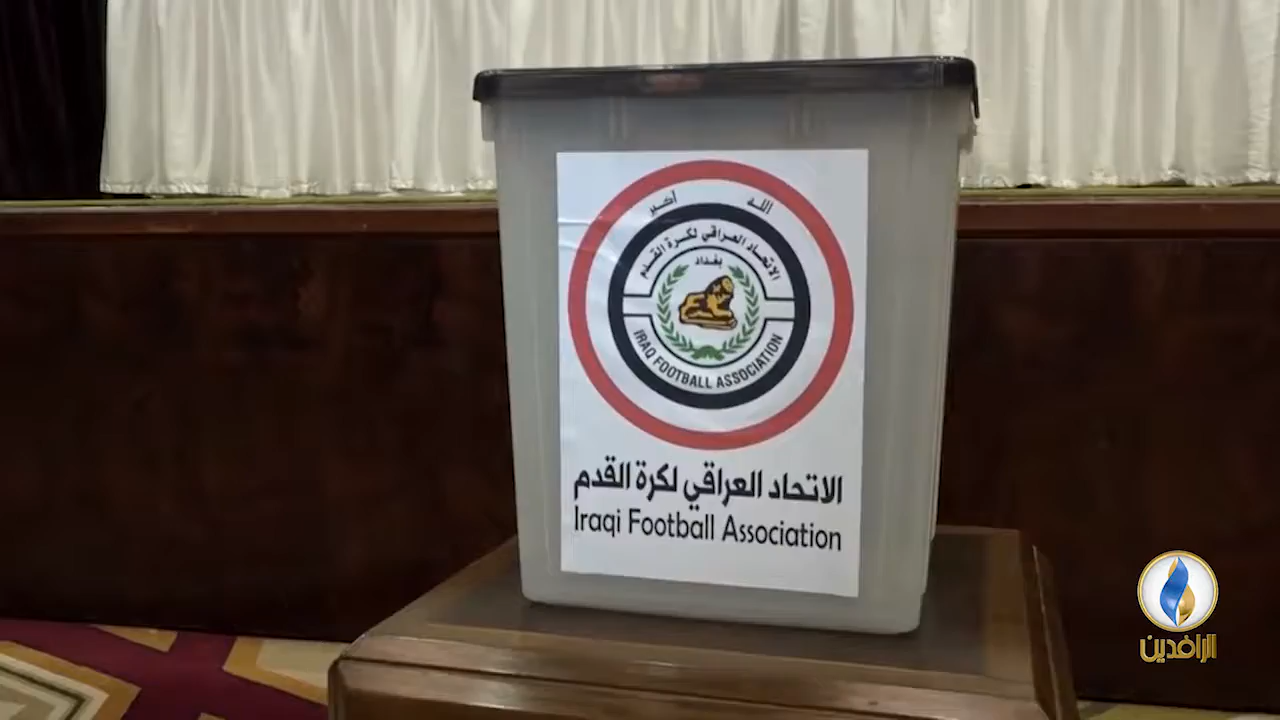 الله أكبر
الاتحاد العراقي لكرة القدم
بغداد
IRAQ FOOTBALL ASSOCIATION
الاتحاد العراقي لكرة القدم
Iraqi Football Association
الرافدين